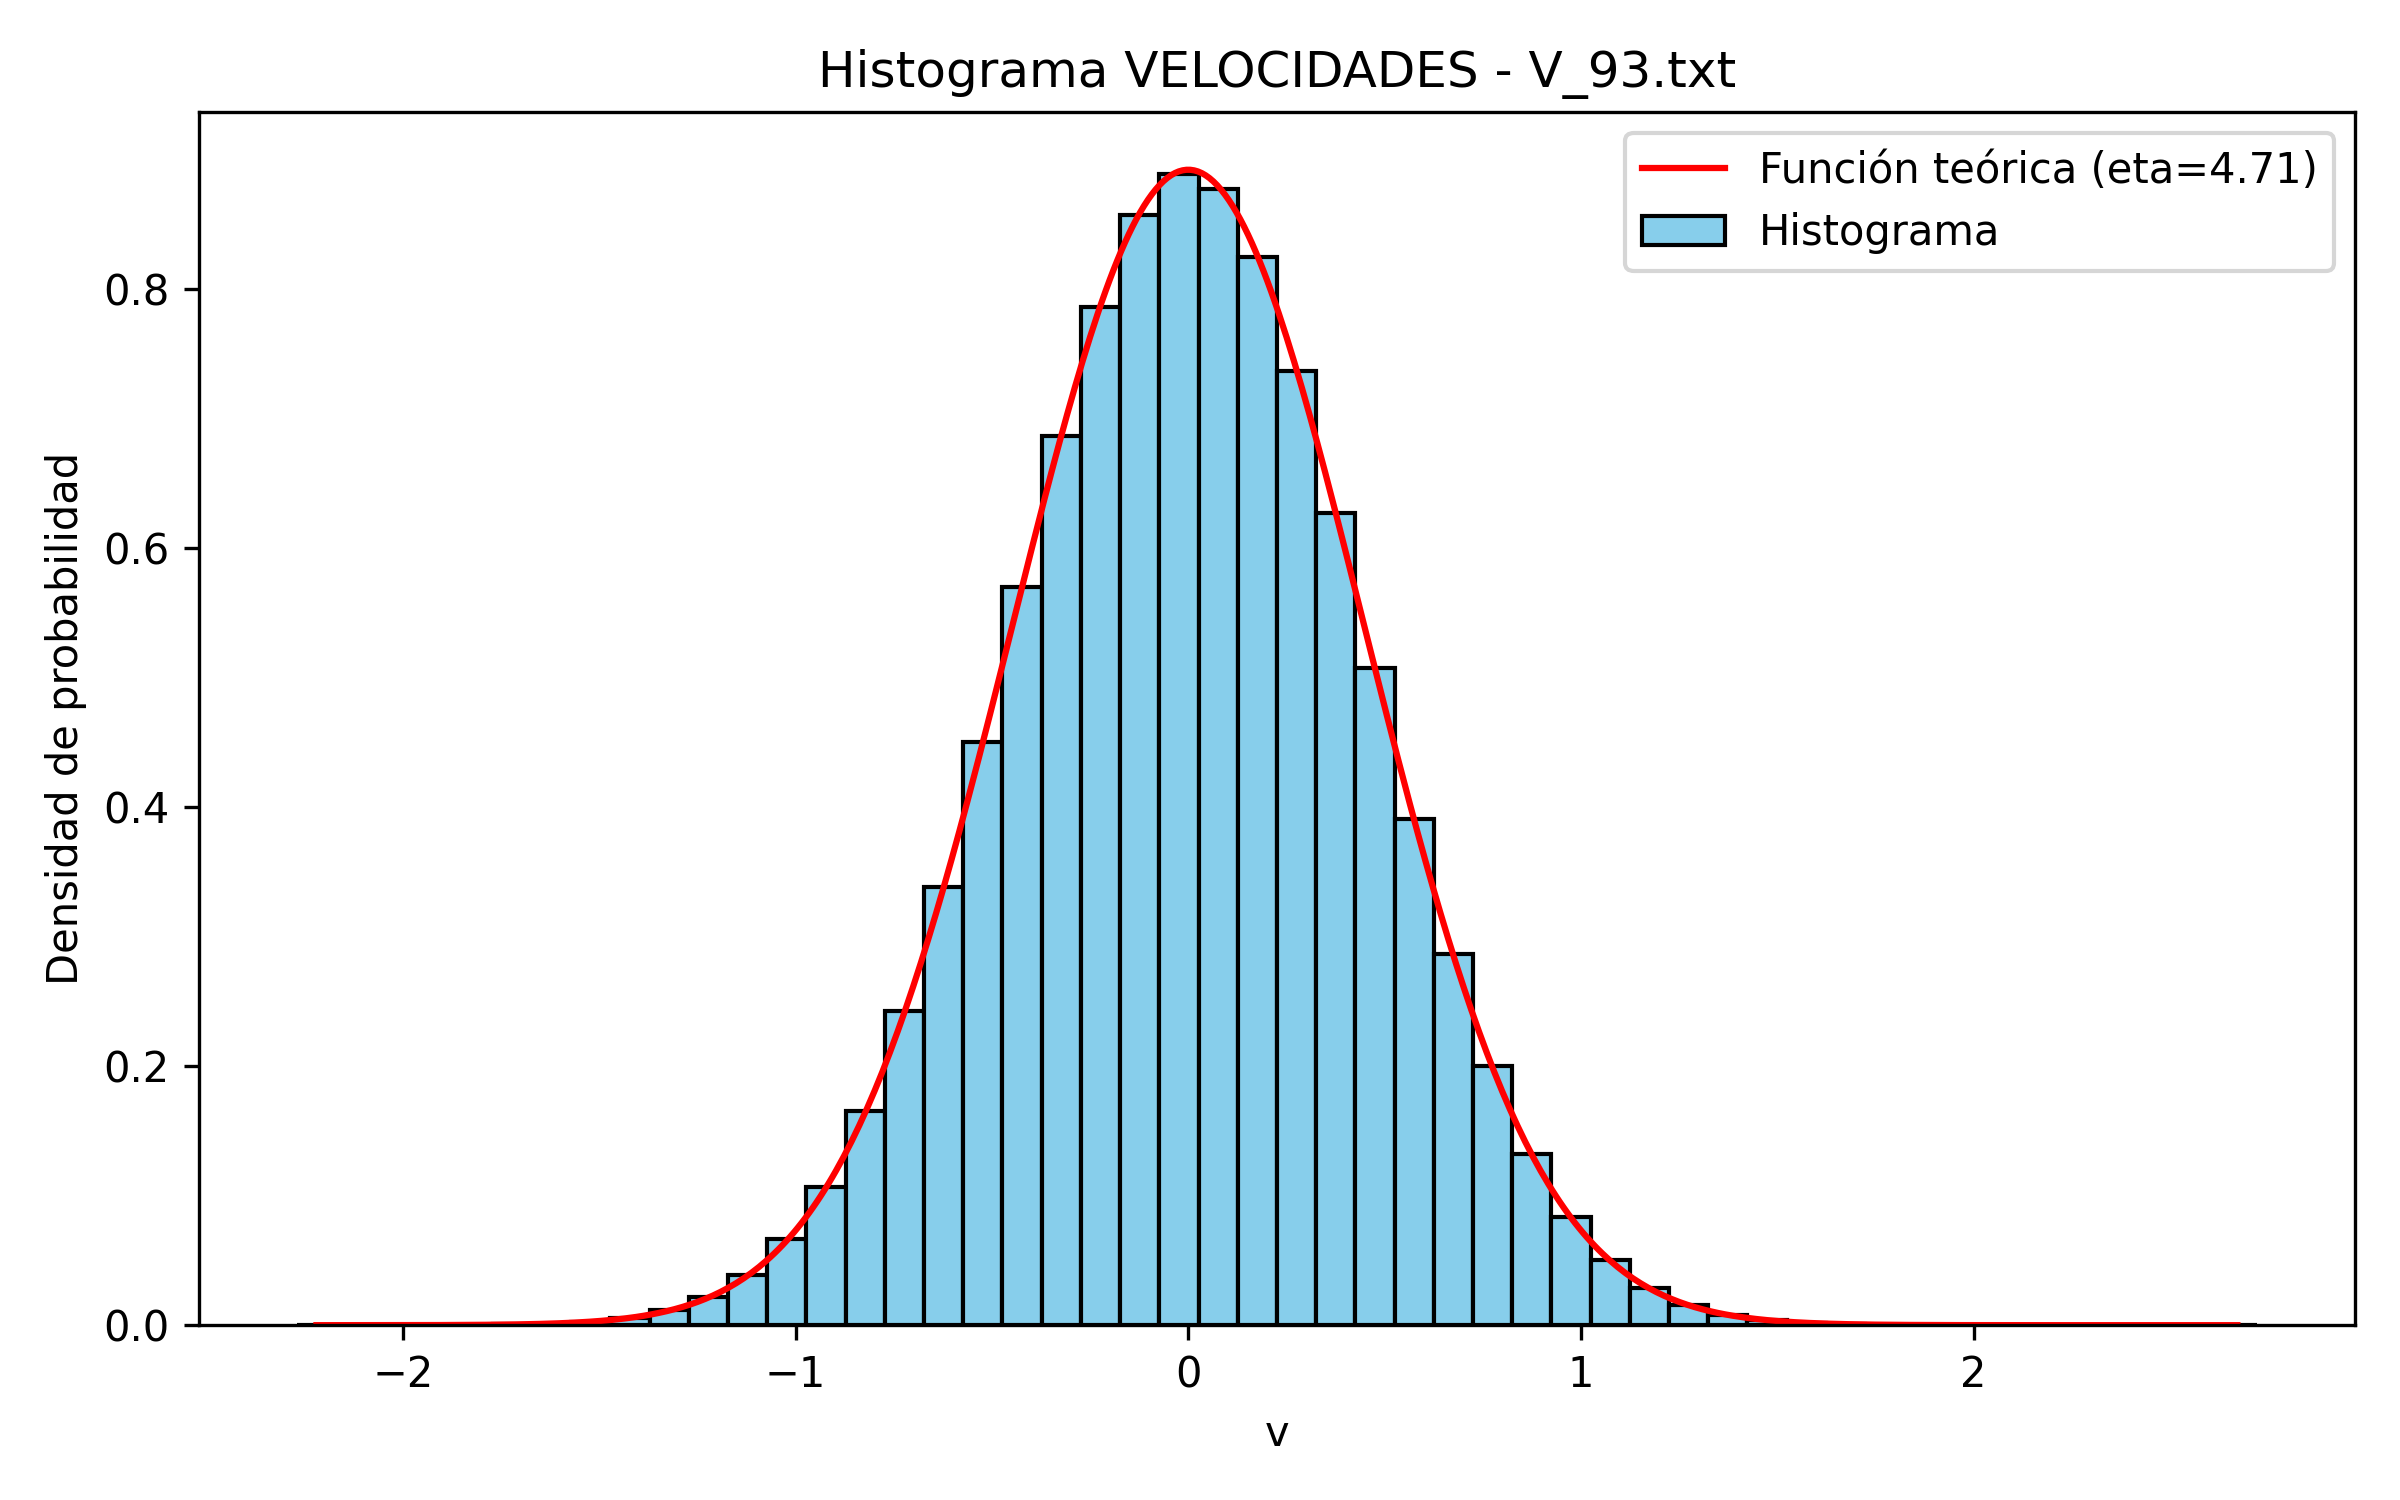 Histograma VELOCIDADES - V_93.txt
Función teórica (eta=4.71)
Histograma
Densidad de probabilidad
0.8
0.6
0.4
0.2
0.0
−2
−1
0
1
2
v